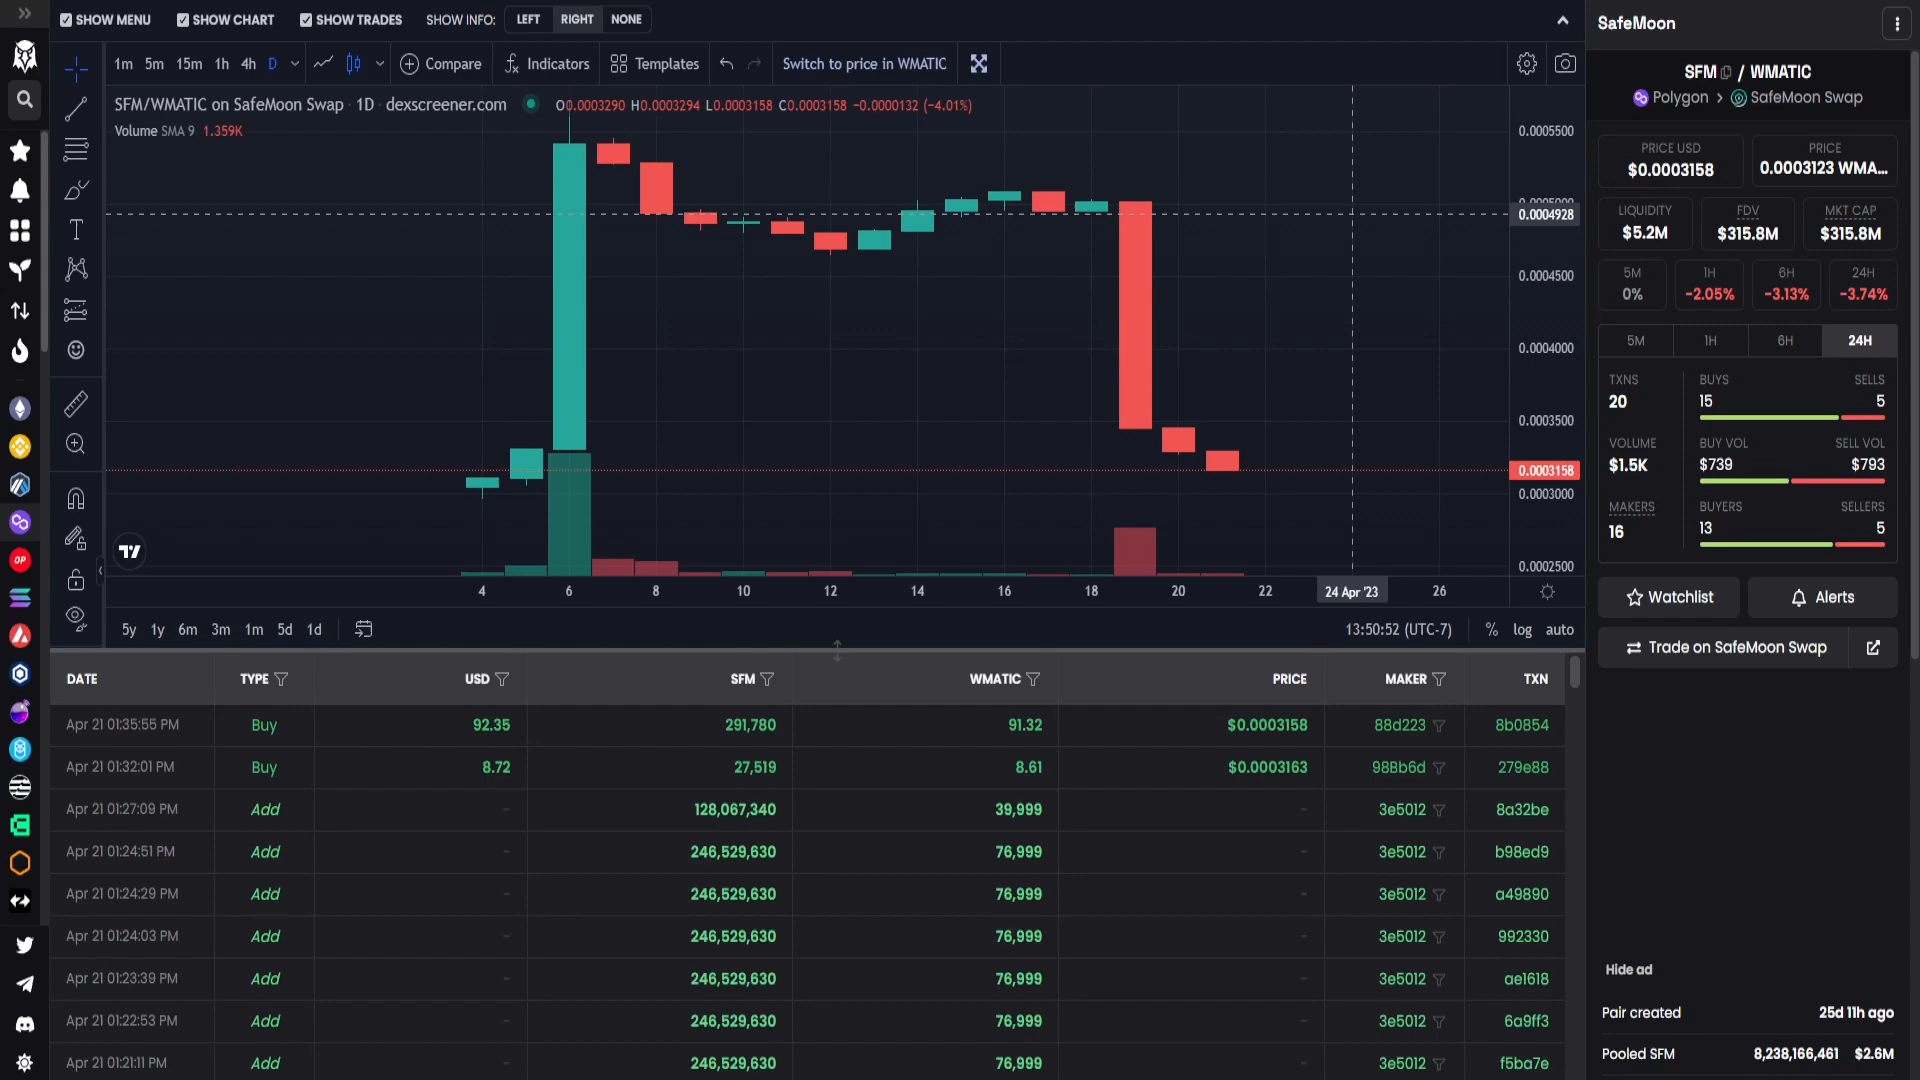 SHOW MENU SHOW CHART SHOW TRADES SHOW INFO: LEFT RIGHT NONE
SafeMoon
1m 5m 15m 1h 4h D Compare Indicators Templates Switch to price in WMATIC
SFM/WMATIC on SafeMoon Swap · 1D · dexscreener.com O0.0003290 H0.0003294 L0.0003158 C0.0003158 −0.0000132 (−4.01%)
Volume SMA 9 1.359K
0.0005500
0.0004928
0.0004500
0.0004000
0.0003500
0.0003158
0.0003000
0.0002500
4 6 8 10 12 14 16 18 20 22 24 Apr '23 26
5y 1y 6m 3m 1m 5d 1d
13:50:52 (UTC-7) % log auto
SFM / WMATIC
Polygon > SafeMoon Swap
PRICE USD PRICE
$0.0003158 0.0003123 WMA...
LIQUIDITY FDV MKT CAP
$5.2M $315.8M $315.8M
5M 1H 6H 24H
0% -2.05% -3.13% -3.74%
5M 1H 6H 24H
TXNS BUYS SELLS
20 15 5
VOLUME BUY VOL SELL VOL
$1.5K $739 $793
MAKERS BUYERS SELLERS
16 13 5
Watchlist Alerts
Trade on SafeMoon Swap
DATE TYPE USD SFM WMATIC PRICE MAKER TXN
Apr 21 01:35:55 PM Buy 92.35 291,780 91.32 $0.0003158 88d223 8b0854
Apr 21 01:32:01 PM Buy 8.72 27,519 8.61 $0.0003163 98Bb6d 279e88
Apr 21 01:27:09 PM Add - 128,067,340 39,999 - 3e5012 8a32be
Apr 21 01:24:51 PM Add - 246,529,630 76,999 - 3e5012 b98ed9
Apr 21 01:24:29 PM Add - 246,529,630 76,999 - 3e5012 a49890
Apr 21 01:24:03 PM Add - 246,529,630 76,999 - 3e5012 992330
Apr 21 01:23:39 PM Add - 246,529,630 76,999 - 3e5012 ae1618
Apr 21 01:22:53 PM Add - 246,529,630 76,999 - 3e5012 6a9ff3
Apr 21 01:21:11 PM Add - 246,529,630 76,999 - 3e5012 f5ba7e
OP
Hide ad
Pair created 25d 11h ago
Pooled SFM 8,238,166,461 $2.6M